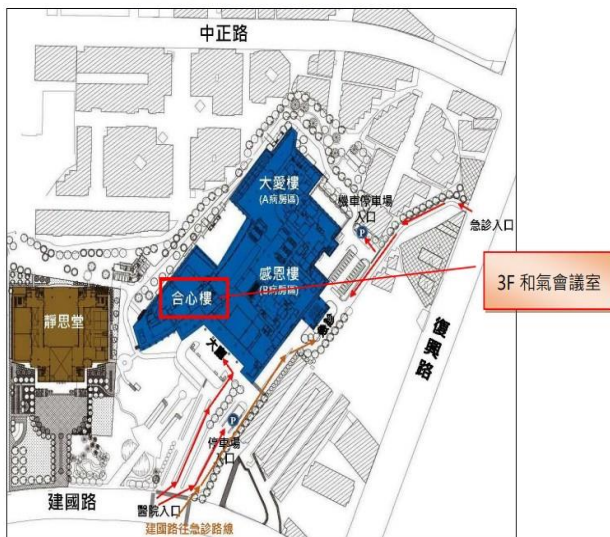 中正路
大愛樓
(A病房區)
機車停車場
入口
P
急診入口
感恩樓
(B病房區)
3F 和氣會議室
合心樓
靜思堂
復興路
急診
大廳
P
停車場
入口
建國路
醫院入口
建國路往急診路線